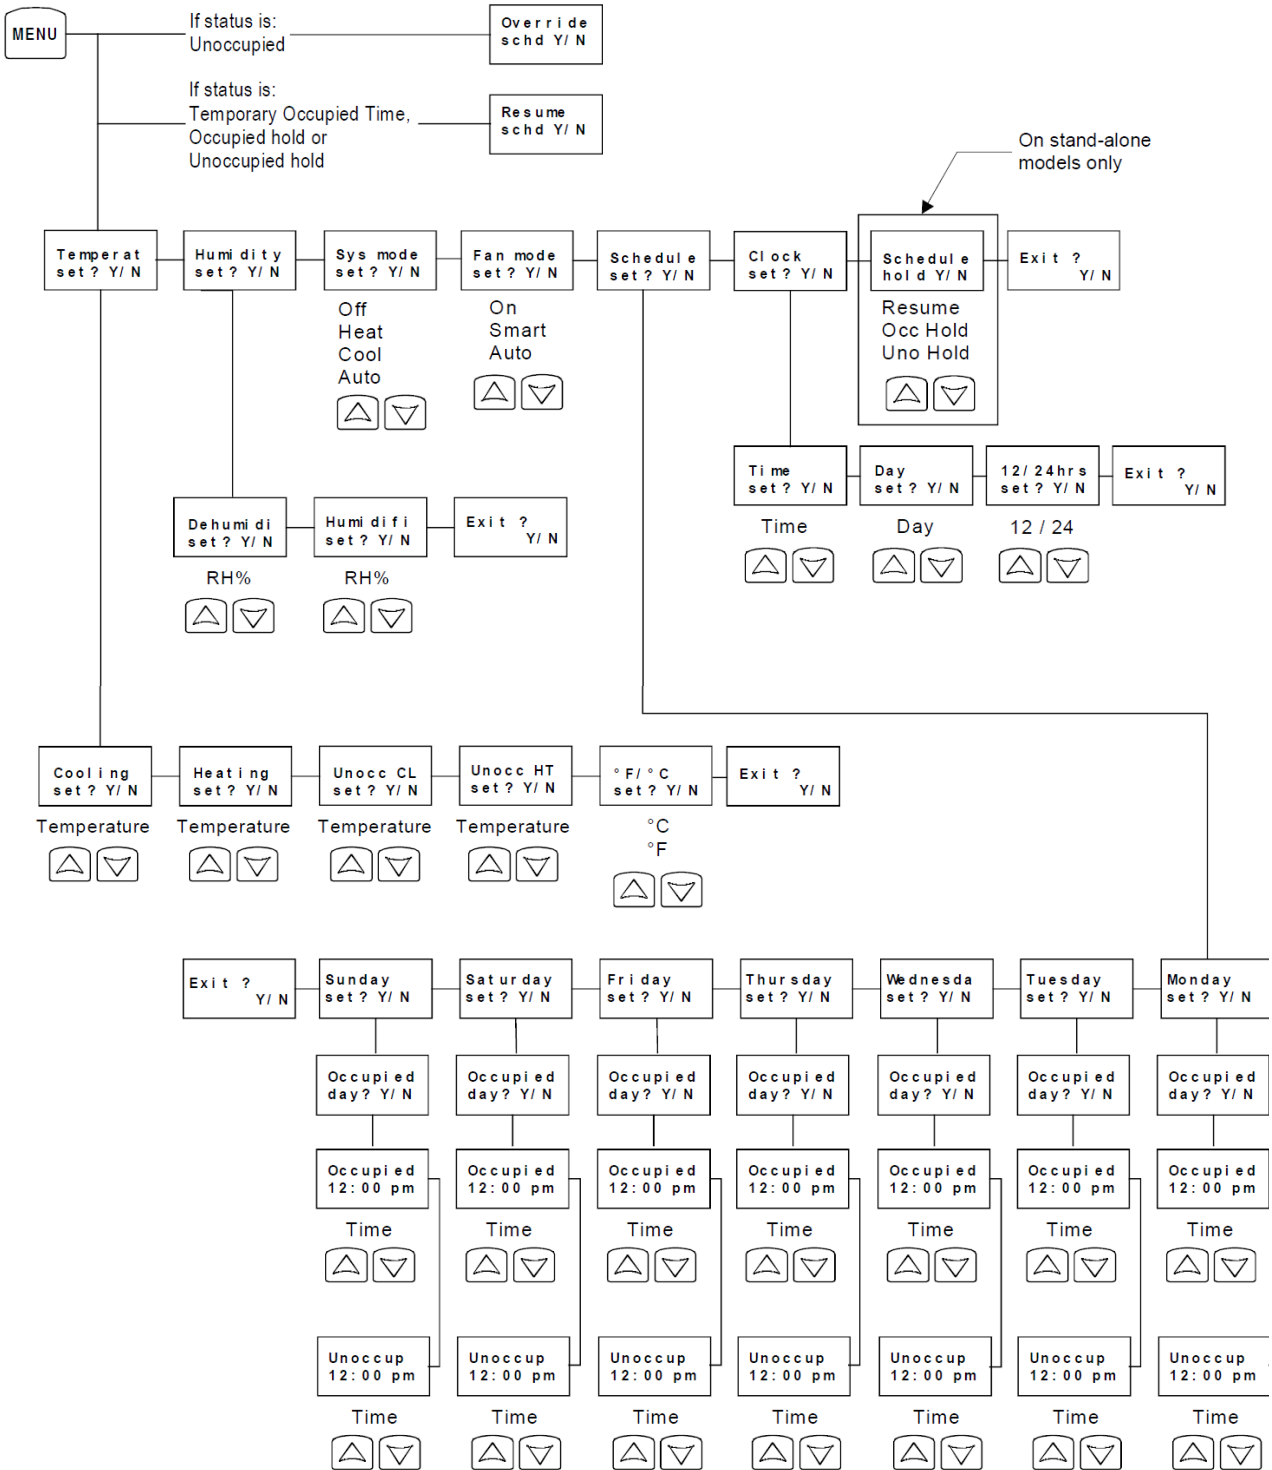 MENU
If status is:
Unoccupied
Override
schd Y/N
If status is:
Temporary Occupied Time,
Occupied hold or
Unoccupied hold
Resume
schd Y/N
On stand-alone
models only
Temperat
set? Y/N
Humidity
set? Y/N
Sys mode
set? Y/N
Fan mode
set? Y/N
Schedule
set? Y/N
Clock
set? Y/N
Schedule
hold Y/N
Exit ?
Y/N
Off
Heat
Cool
Auto
On
Smart
Auto
Resume
Occ Hold
Uno Hold
Time
set? Y/N
Day
set? Y/N
12/24hrs
set? Y/N
Exit ?
Y/N
Time
Day
12 / 24
Dehumidi
set? Y/N
Humidifi
set? Y/N
Exit ?
Y/N
RH%
RH%
Cooling
set? Y/N
Heating
set? Y/N
Unocc CL
set? Y/N
Unocc HT
set? Y/N
°F/°C
set? Y/N
Exit ?
Y/N
Temperature
Temperature
Temperature
Temperature
°C
°F
Exit ?
Y/N
Sunday
set? Y/N
Saturday
set? Y/N
Friday
set? Y/N
Thursday
set? Y/N
Wednesda
set? Y/N
Tuesday
set? Y/N
Monday
set? Y/N
Occupied
day? Y/N
Occupied
day? Y/N
Occupied
day? Y/N
Occupied
day? Y/N
Occupied
day? Y/N
Occupied
day? Y/N
Occupied
day? Y/N
Occupied
12:00 pm
Occupied
12:00 pm
Occupied
12:00 pm
Occupied
12:00 pm
Occupied
12:00 pm
Occupied
12:00 pm
Occupied
12:00 pm
Time
Time
Time
Time
Time
Time
Time
Unoccup
12:00 pm
Unoccup
12:00 pm
Unoccup
12:00 pm
Unoccup
12:00 pm
Unoccup
12:00 pm
Unoccup
12:00 pm
Unoccup
12:00 pm
Time
Time
Time
Time
Time
Time
Time